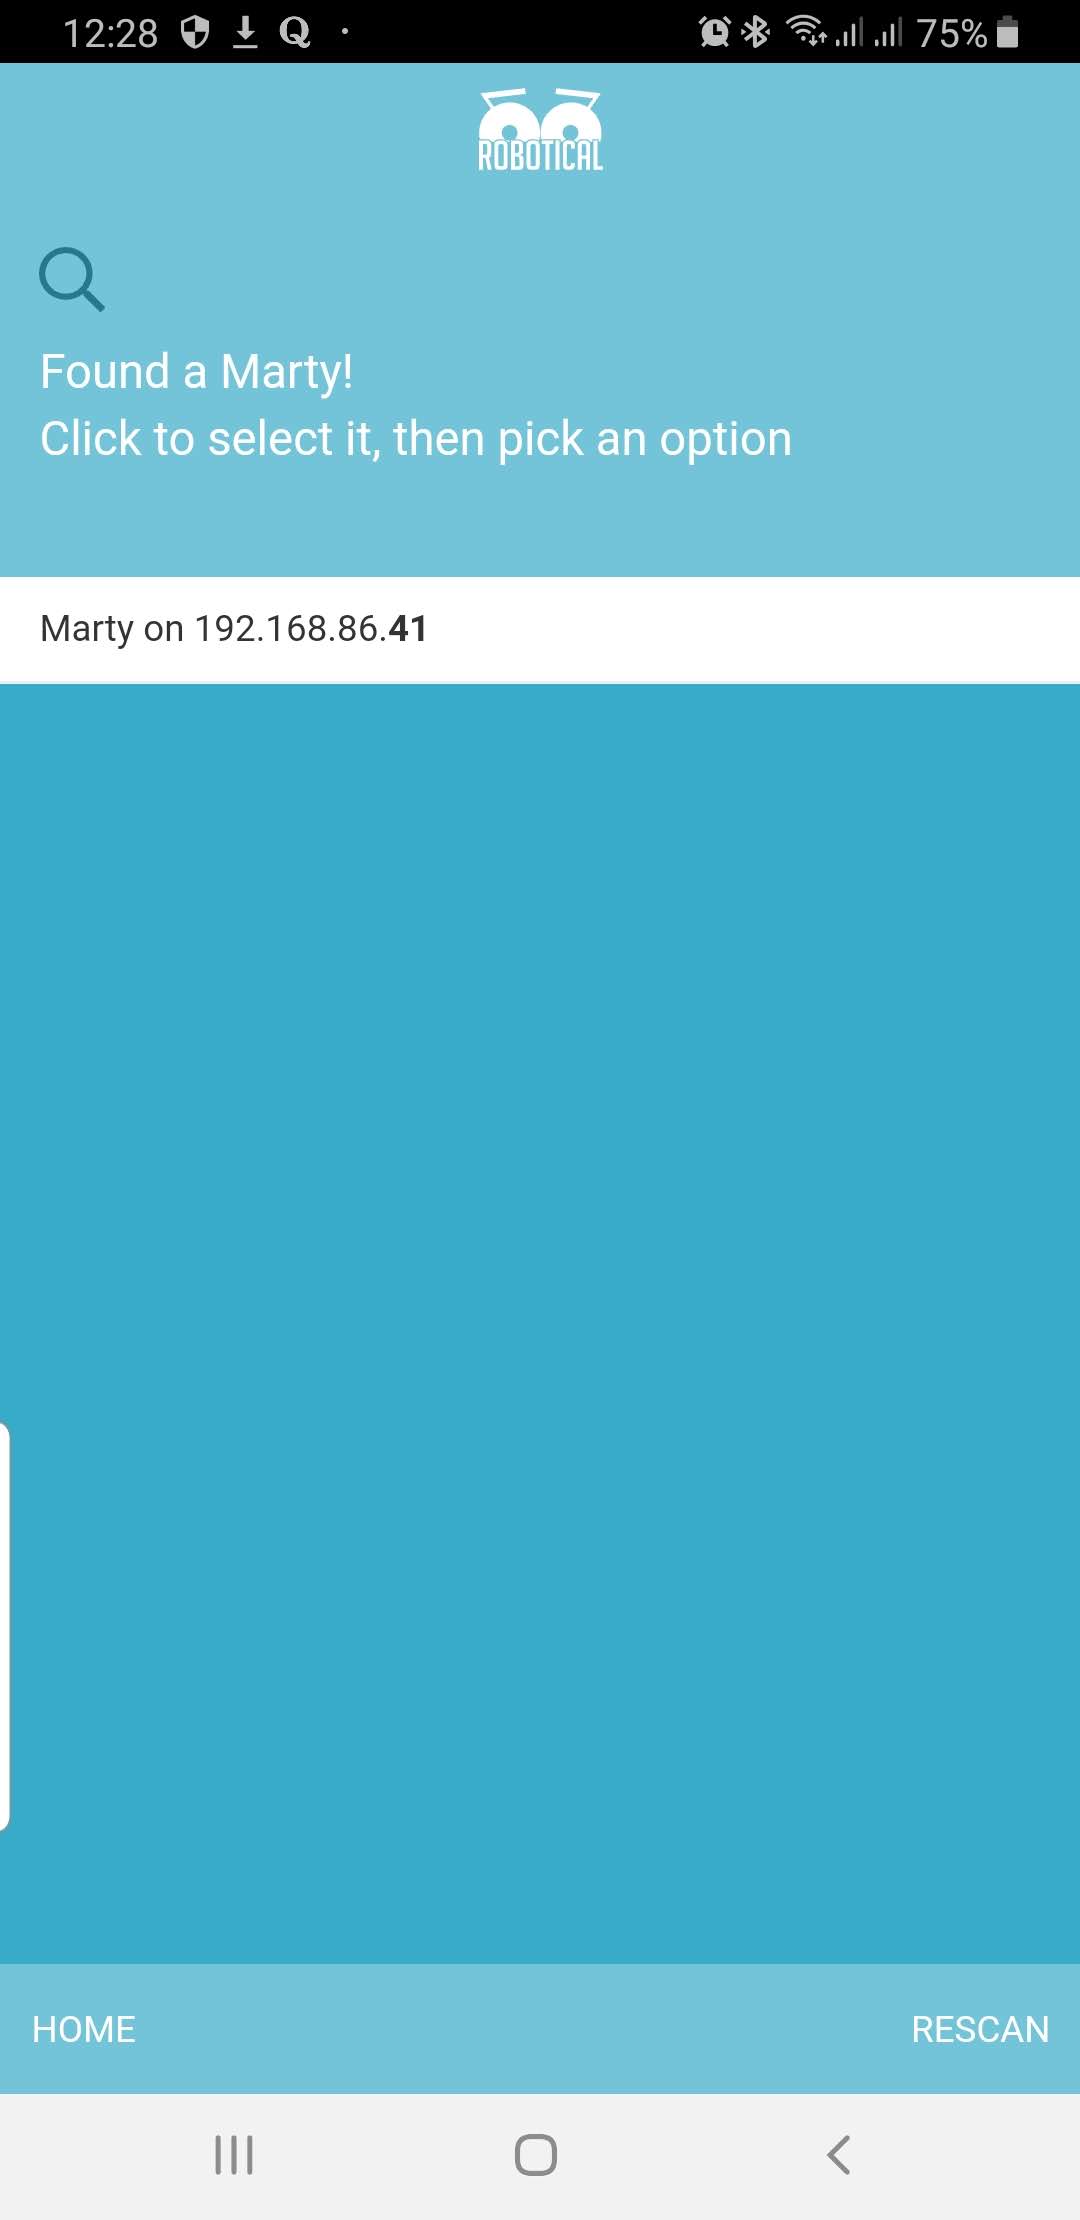 12:28 75%
ROBOTICAL
Found a Marty!
Click to select it, then pick an option
Marty on 192.168.86.41
HOME RESCAN